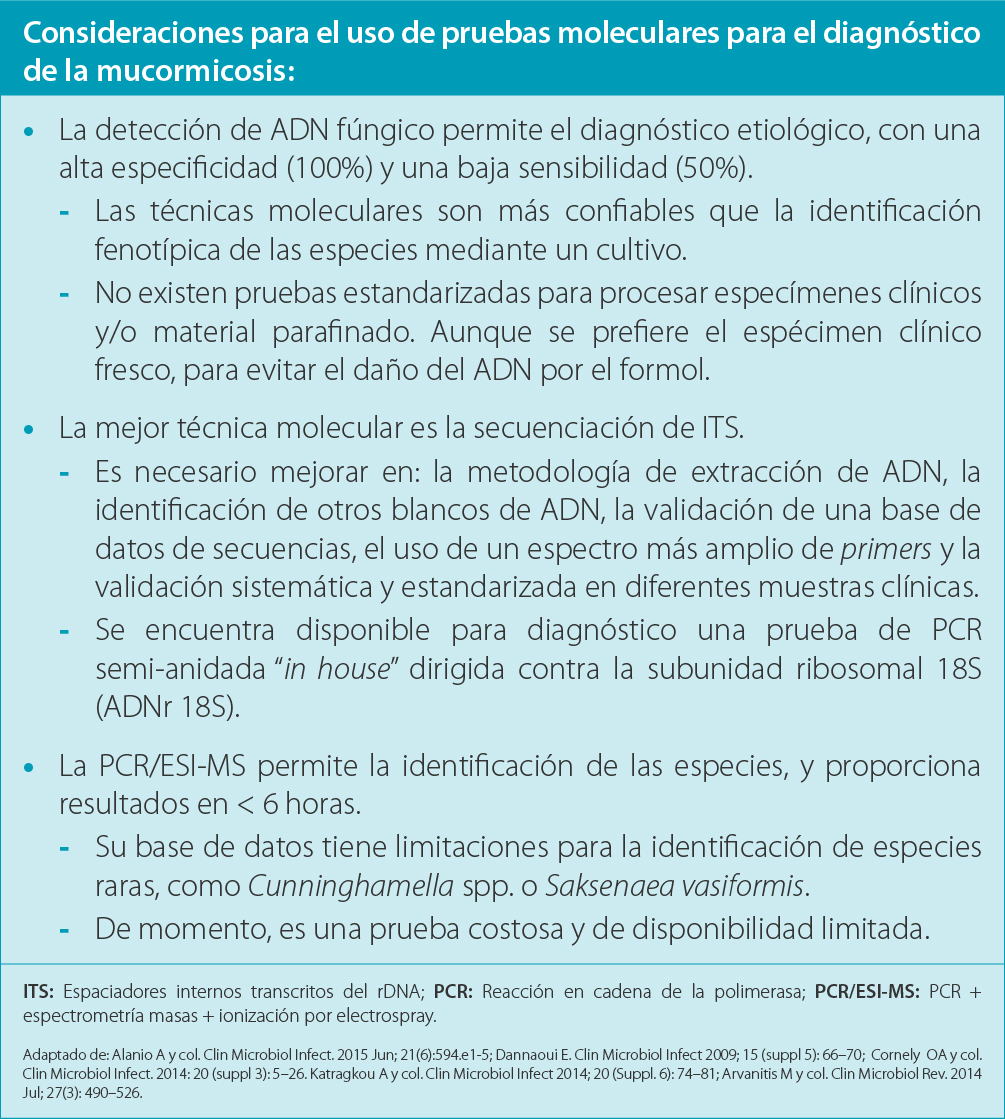 Consideraciones para el uso de pruebas moleculares para el diagnóstico
de la mucormicosis:
• La detección de ADN fúngico permite el diagnóstico etiológico, con una
alta especificidad (100%) y una baja sensibilidad (50%).
- Las técnicas moleculares son más confiables que la identificación
fenotípica de las especies mediante un cultivo.
- No existen pruebas estandarizadas para procesar especímenes clínicos
y/o material parafinado. Aunque se prefiere el espécimen clínico
fresco, para evitar el daño del ADN por el formol.
• La mejor técnica molecular es la secuenciación de ITS.
- Es necesario mejorar en: la metodología de extracción de ADN, la
identificación de otros blancos de ADN, la validación de una base de
datos de secuencias, el uso de un espectro más amplio de primers y la
validación sistemática y estandarizada en diferentes muestras clínicas.
- Se encuentra disponible para diagnóstico una prueba de PCR
semi-anidada “in house” dirigida contra la subunidad ribosomal 18S
(ADNr 18S).
• La PCR/ESI-MS permite la identificación de las especies, y proporciona
resultados en < 6 horas.
- Su base de datos tiene limitaciones para la identificación de especies
raras, como Cunninghamella spp. o Saksenaea vasiformis.
- De momento, es una prueba costosa y de disponibilidad limitada.
ITS: Espaciadores internos transcritos del rDNA; PCR: Reacción en cadena de la polimerasa; PCR/ESI-MS: PCR +
espectrometría masas + ionización por electrospray.
Adaptado de: Alanio A y col. Clin Microbiol Infect. 2015 Jun; 21(6):594.e1-5; Dannaoui E. Clin Microbiol Infect 2009; 15 (suppl 5): 66–70; Cornely OA y col.
Clin Microbiol Infect. 2014: 20 (suppl 3): 5–26. Katragkou A y col. Clin Microbiol Infect 2014; 20 (Suppl. 6): 74–81; Arvanitis M y col. Clin Microbiol Rev. 2014
Jul; 27(3): 490–526.